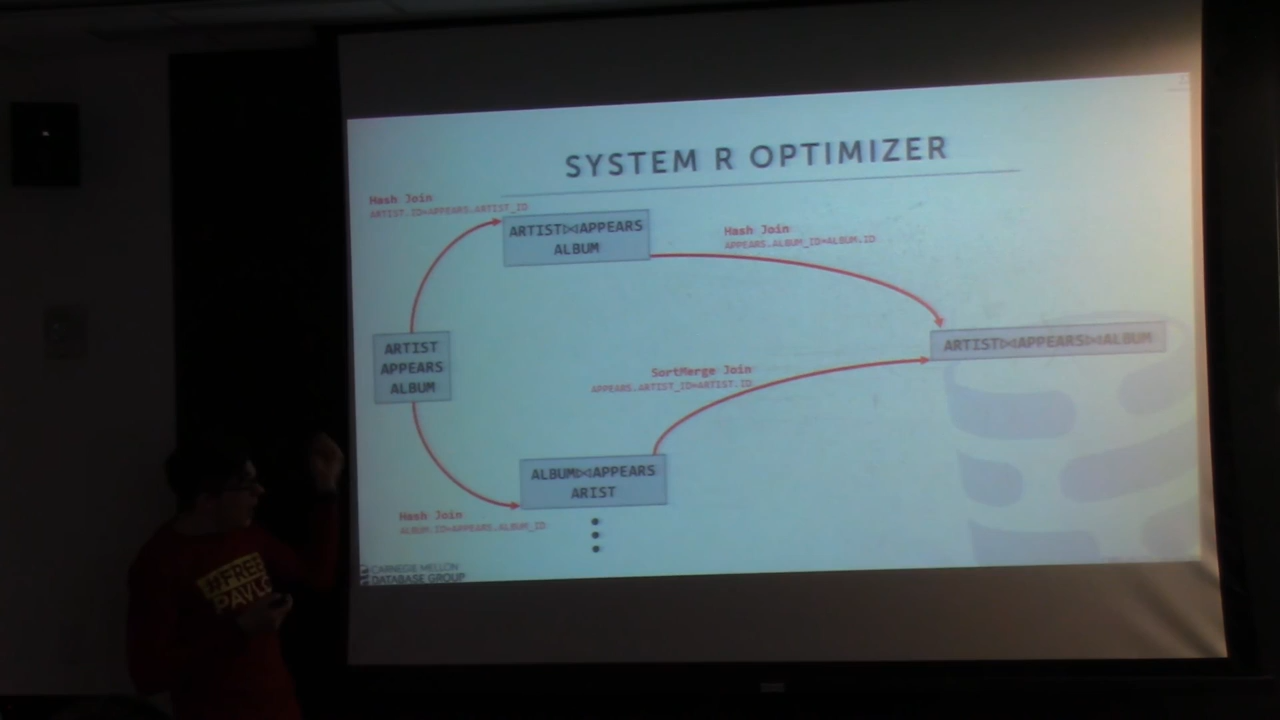 SYSTEM R OPTIMIZER
Hash Join
ARTIST.ID=APPEARS.ARTIST_ID
ARTIST⋈APPEARS
ALBUM
Hash Join
APPEARS.ALBUM_ID=ALBUM.ID
ARTIST
APPEARS
ALBUM
ARTIST⋈APPEARS⋈ALBUM
SortMerge Join
APPEARS.ARTIST_ID=ARTIST.ID
ALBUM⋈APPEARS
ARIST
Hash Join
ALBUM.ID=APPEARS.ALBUM_ID
CARNEGIE MELLON
DATABASE GROUP
#FREE
PAVLO